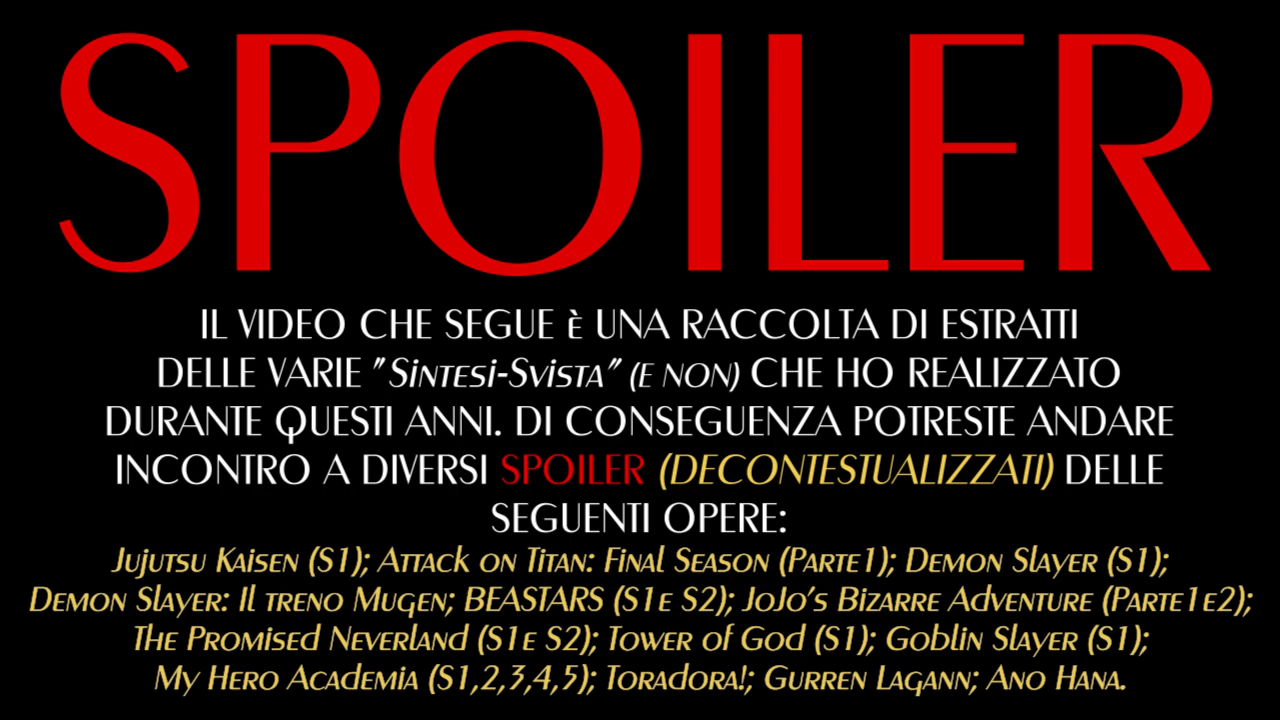 SPOILER
IL VIDEO CHE SEGUE È UNA RACCOLTA DI ESTRATTI
DELLE VARIE "Sintesi-Svista" (E NON) CHE HO REALIZZATO
DURANTE QUESTI ANNI. DI CONSEGUENZA POTRESTE ANDARE
INCONTRO A DIVERSI SPOILER (DECONTESTUALIZZATI) DELLE
SEGUENTI OPERE:
Jujutsu Kaisen (S1); Attack on Titan: Final Season (Parte1); Demon Slayer (S1);
Demon Slayer: Il treno Mugen; BEASTARS (S1e S2); JoJo's Bizarre Adventure (Parte1e2);
The Promised Neverland (S1e S2); Tower of God (S1); Goblin Slayer (S1);
My Hero Academia (S1,2,3,4,5); Toradora!; Gurren Lagann; Ano Hana.